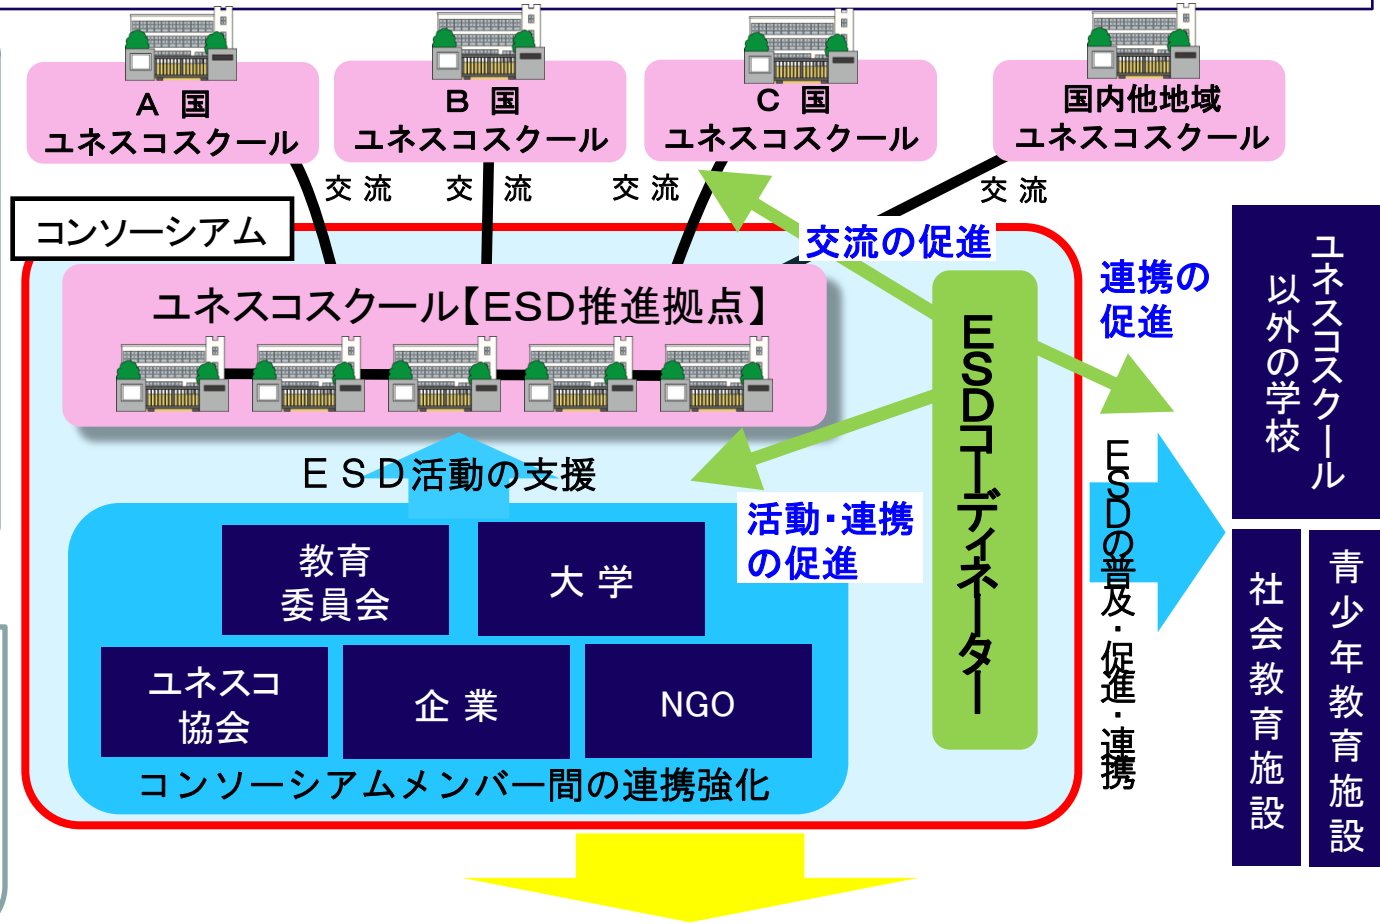 A 国
ユネスコスクール
B 国
ユネスコスクール
C 国
ユネスコスクール
国内他地域
ユネスコスクール
交 流
交 流
交 流
交 流
コンソーシアム
交流の促進
連携の
促進
ユネスコスクール【ESD推進拠点】
ESDコーディネーター
ESD活動の支援
活動・連携
の促進
教育
委員会
大 学
ユネスコ
協会
企 業
NGO
コンソーシアムメンバー間の連携強化
ESDの普及・促進・連携
ユネスコスクール
以外の学校
社会教育施設
青少年教育施設